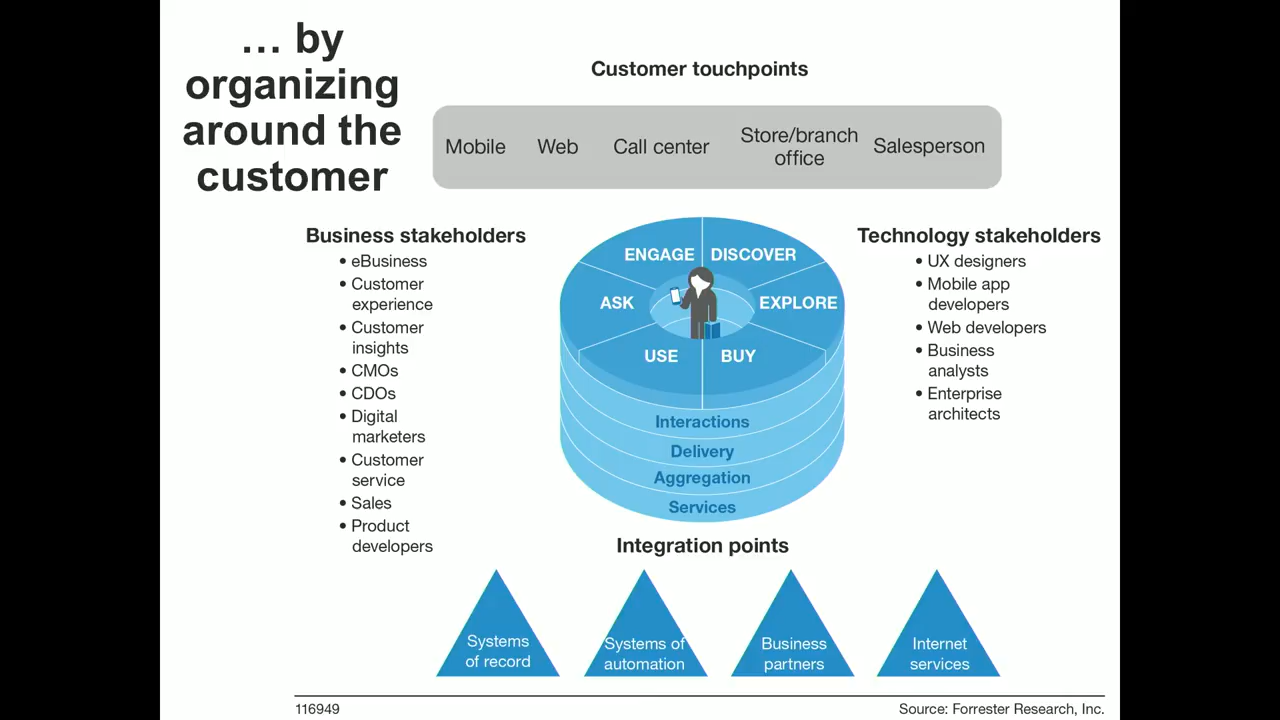 … by
organizing
around the
customer
Customer touchpoints
Mobile Web Call center Store/branch office Salesperson
Business stakeholders
• eBusiness
• Customer
experience
• Customer
insights
• CMOs
• CDOs
• Digital
marketers
• Customer
service
• Sales
• Product
developers
ENGAGE DISCOVER
ASK EXPLORE
USE BUY
Interactions
Delivery
Aggregation
Services
Technology stakeholders
• UX designers
• Mobile app
developers
• Web developers
• Business
analysts
• Enterprise
architects
Integration points
Systems
of record
Systems of
automation
Business
partners
Internet
services
116949
Source: Forrester Research, Inc.